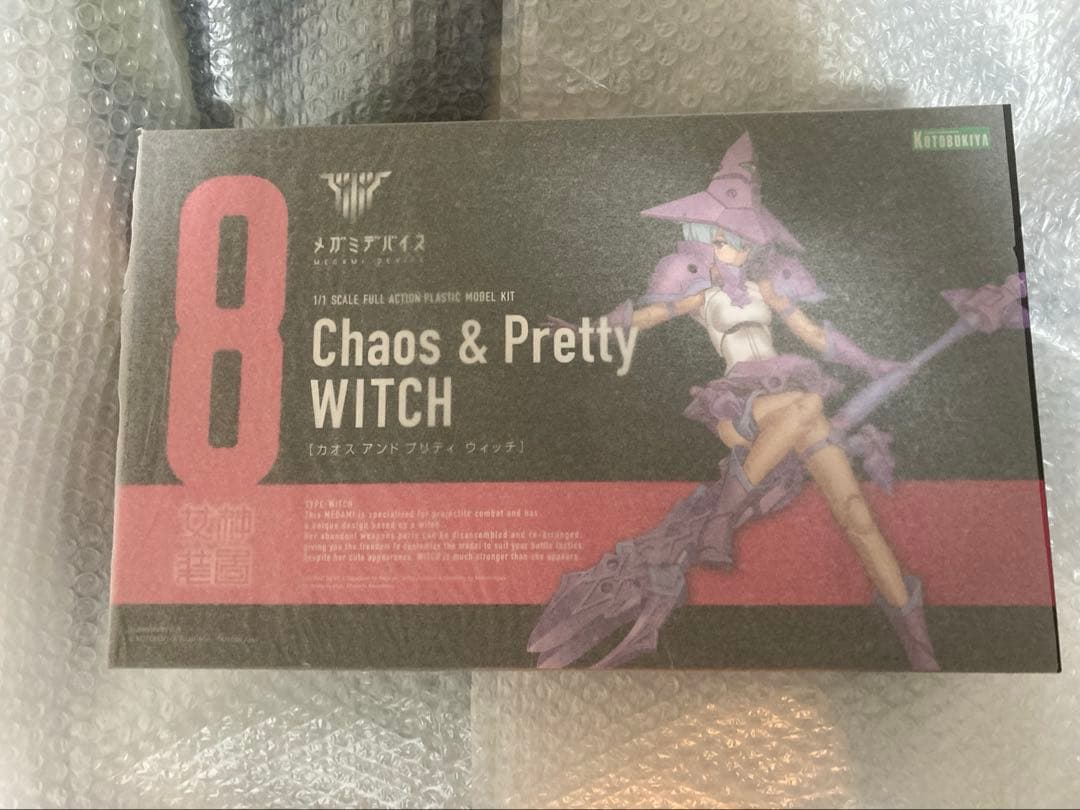 8
メガミデバイス
MEGAMI DEVICE
KOTOBUKIYA
1/1 SCALE FULL ACTION PLASTIC MODEL KIT
Chaos & Pretty
WITCH
[カオス アンド プリティ ウィッチ]
TYPE WITCH
This MEGAMI is specialized for projectile combat and has
a unique design based on a witch.
Her abundant weapons parts can be disassembled and re-arranged,
giving you the freedom to customize the model to suit your battle tactics.
Despite her cute appearance, WITCH is much stronger than she appears.
女神
装置